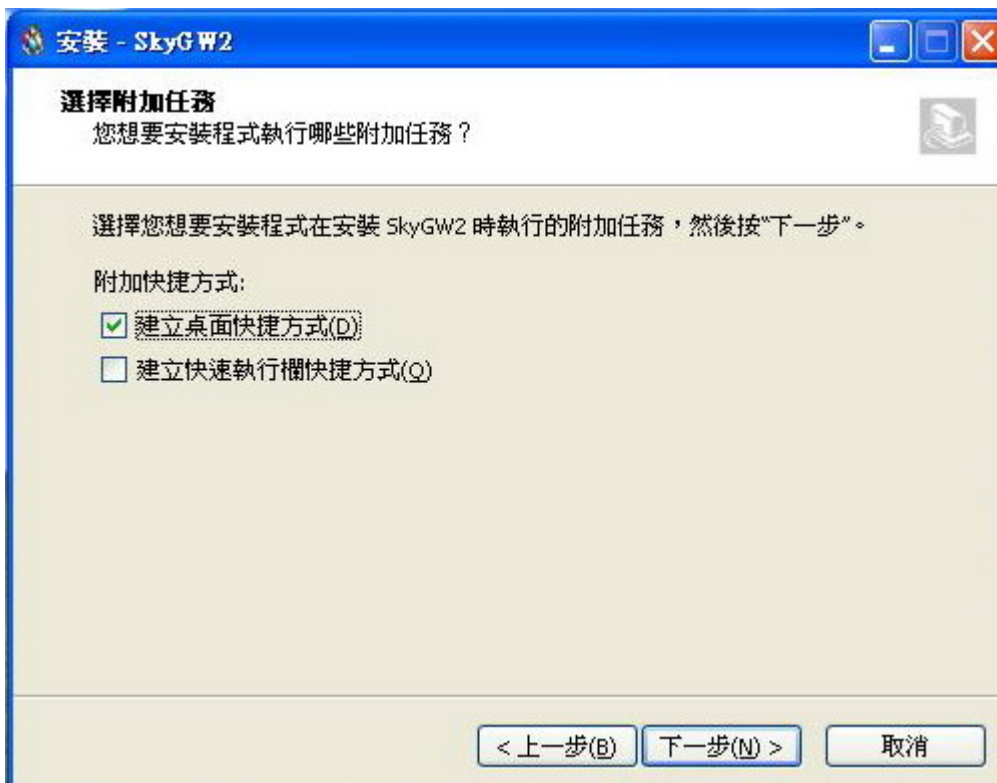 安裝 - SkyGW2
選擇附加任務
您想要安裝程式執行哪些附加任務？
選擇您想要安裝程式在安裝 SkyGW2 時執行的附加任務，然後按"下一步"。
附加快捷方式:
建立桌面快捷方式(D)
建立快速執行欄快捷方式(Q)
< 上一步(B) 下一步(N) > 取消